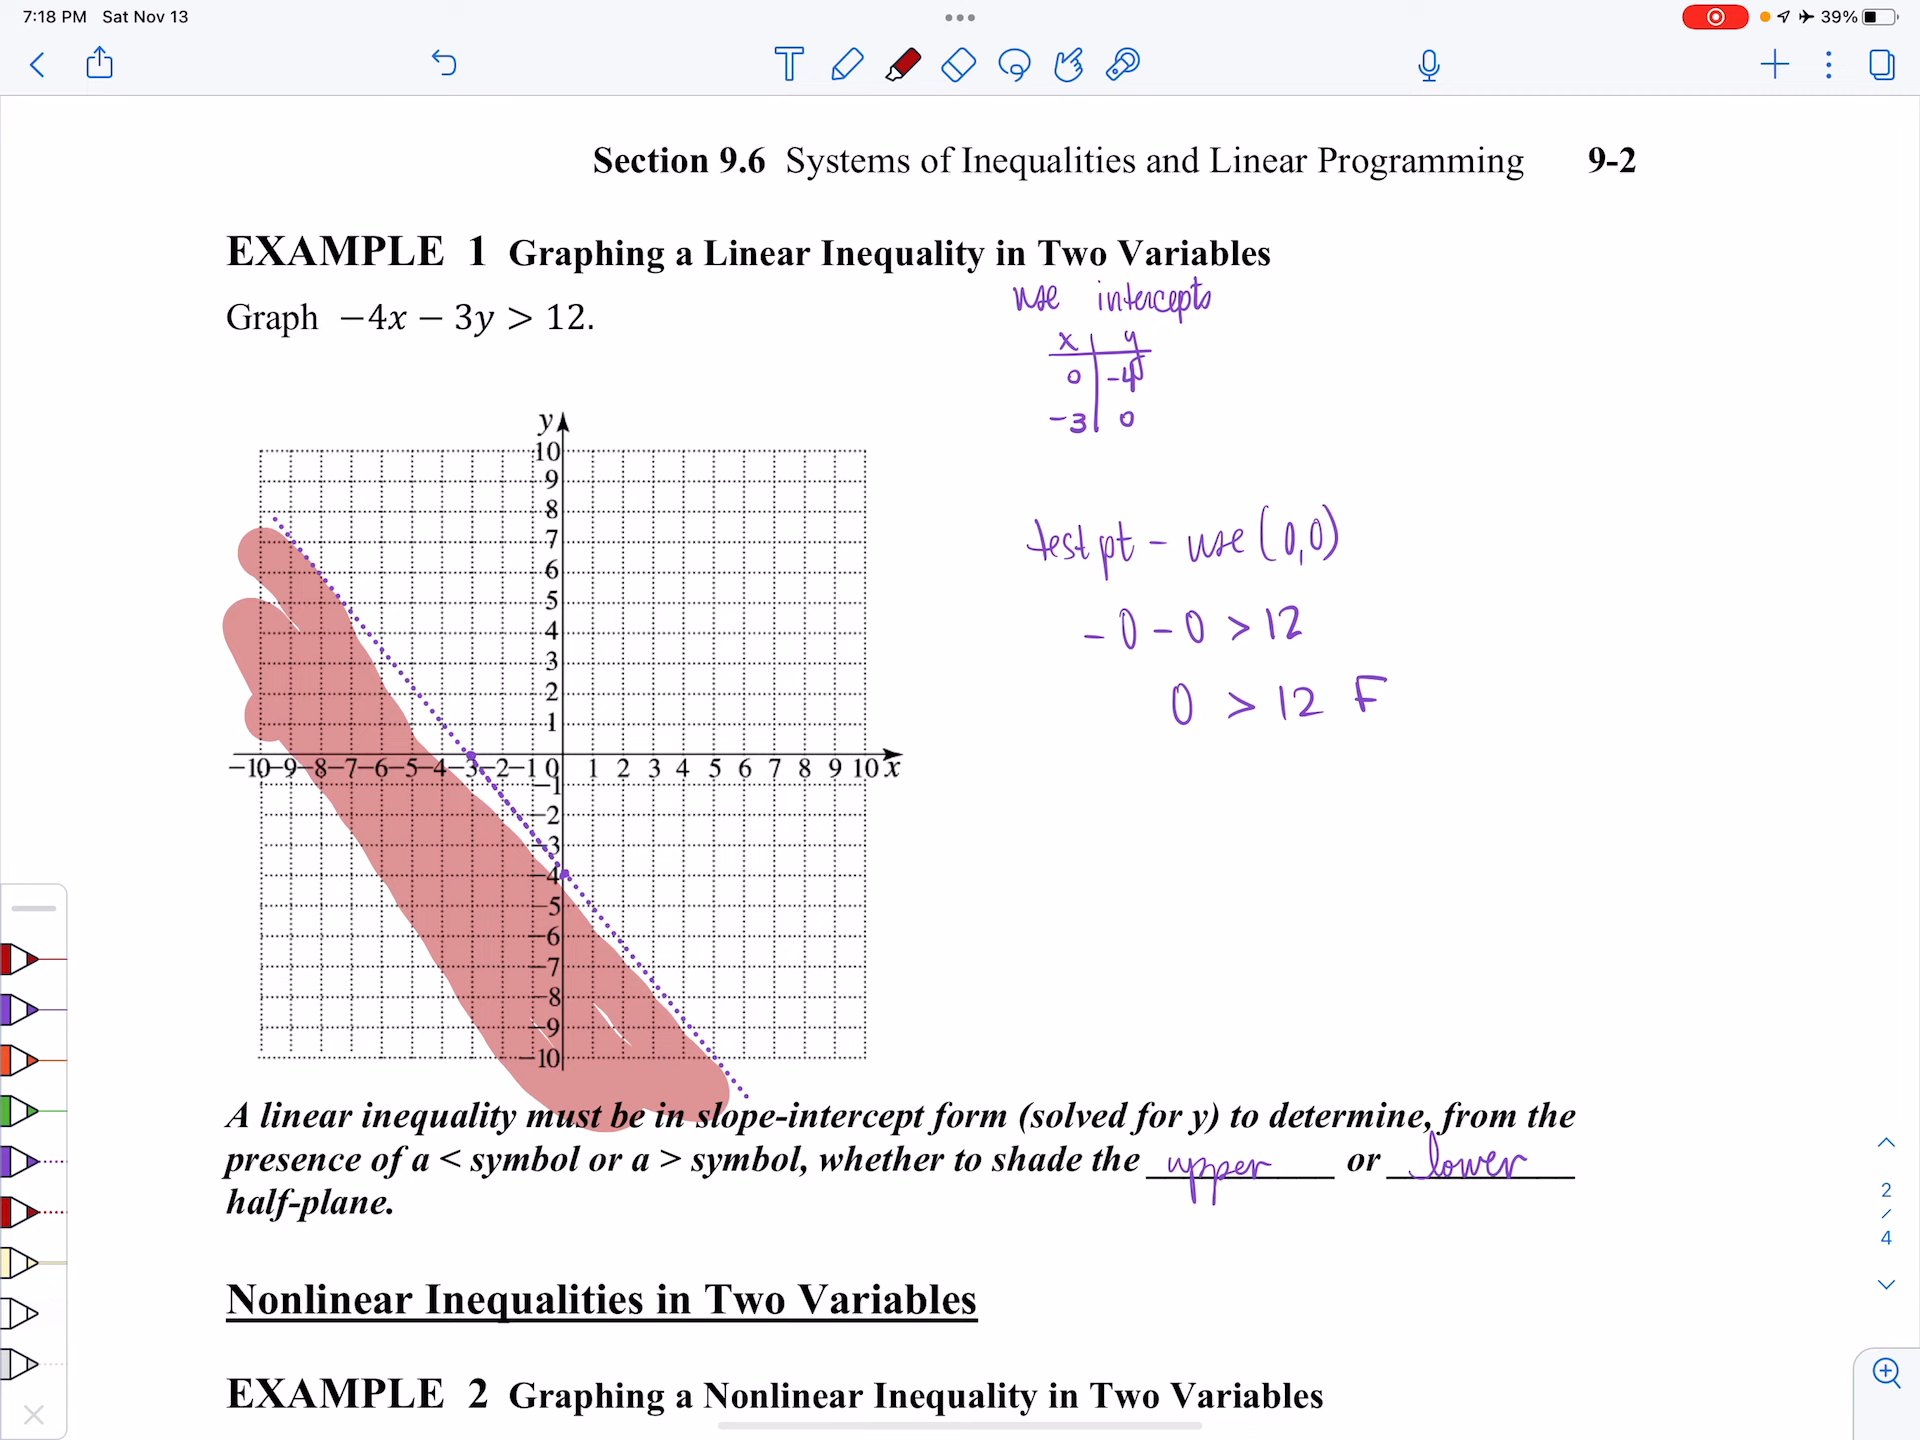 7:18 PM Sat Nov 13
39%
Section 9.6 Systems of Inequalities and Linear Programming 9-2
EXAMPLE 1 Graphing a Linear Inequality in Two Variables
Graph −4x − 3y > 12.
use intercepts
x y
0 -4
-3 0
test pt - use (0,0)
-0-0 > 12
0 > 12 F
y
10
9
8
7
6
5
4
3
2
1
−10 −9 −8 −7 −6 −5 −4 −3 −2 −1 0 1 2 3 4 5 6 7 8 9 10 x
−1
−2
−3
−4
−5
−6
−7
−8
−9
−10
A linear inequality must be in slope-intercept form (solved for y) to determine, from the
presence of a < symbol or a > symbol, whether to shade the upper or lower
half-plane.
2
/
4
Nonlinear Inequalities in Two Variables
EXAMPLE 2 Graphing a Nonlinear Inequality in Two Variables